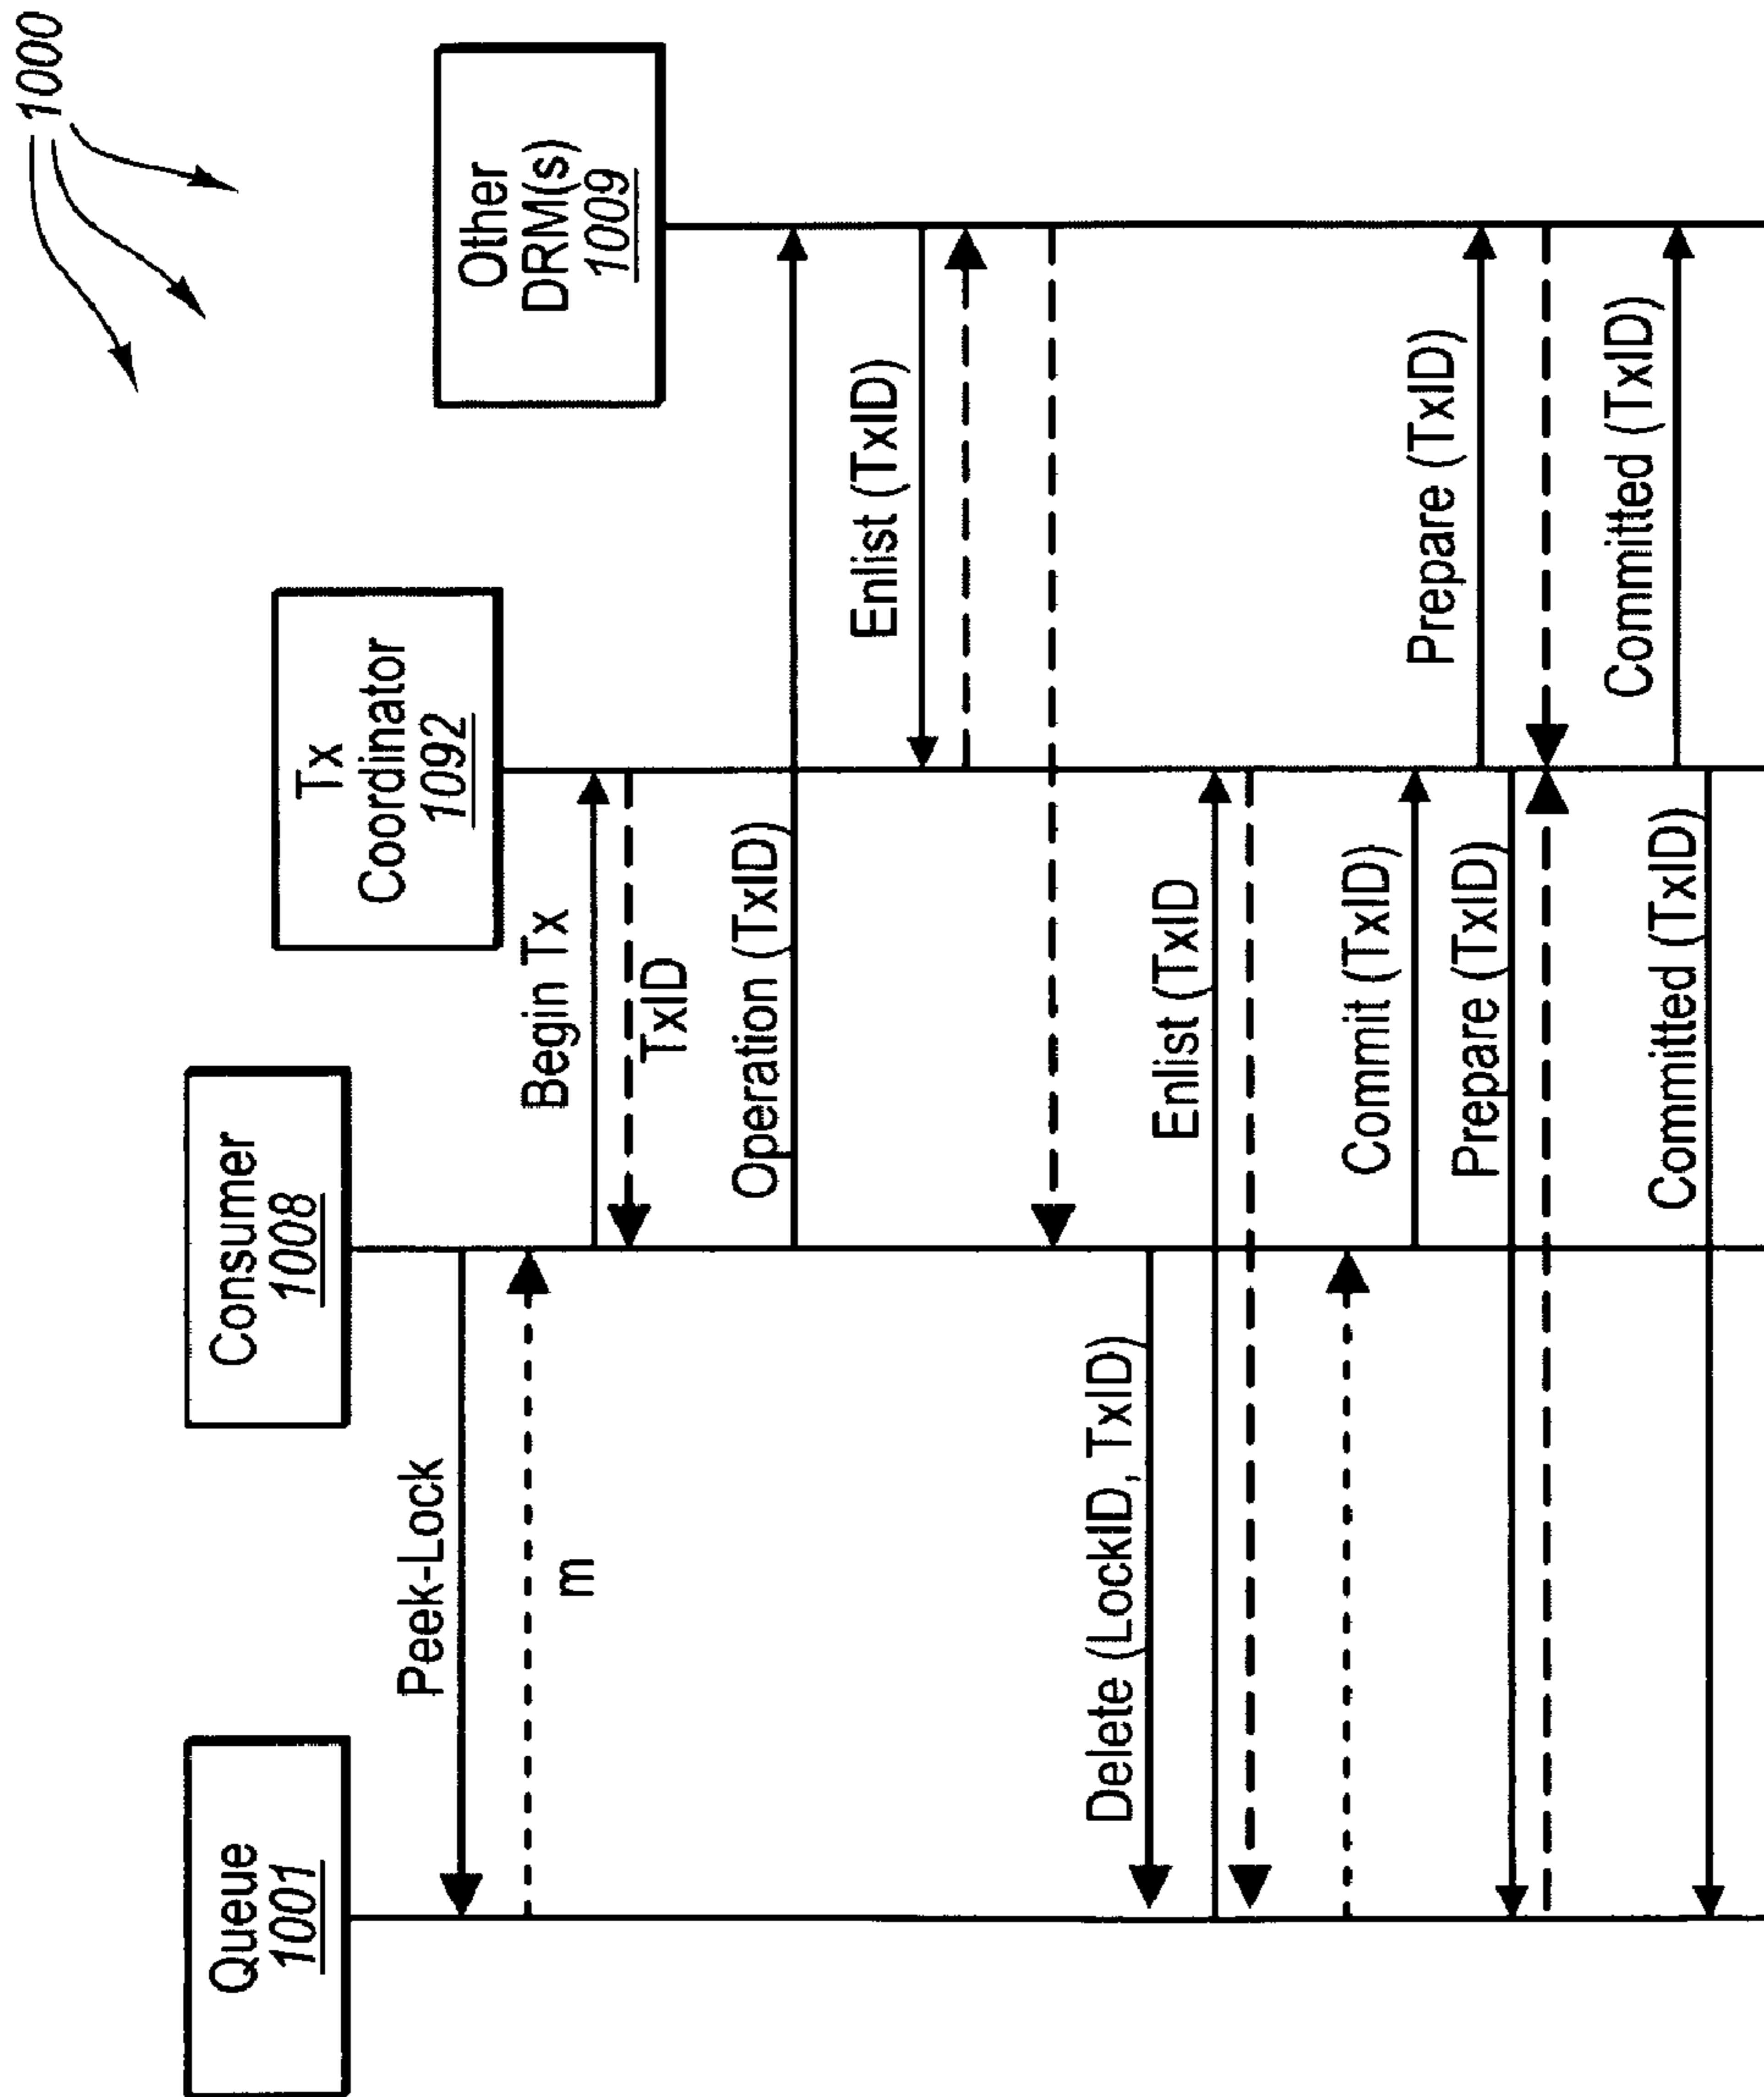 1000
Queue
1001
Consumer
1008
Tx
Coordinator
1092
Other
DRM(s)
1009
Peek-Lock
m
Begin Tx
TxID
Operation (TxID)
Enlist (TxID)
Delete (LockID, TxID)
Enlist (TxID
Commit (TxID)
Prepare (TxID)
Prepare (TxID)
Committed (TxID)
Committed (TxID)